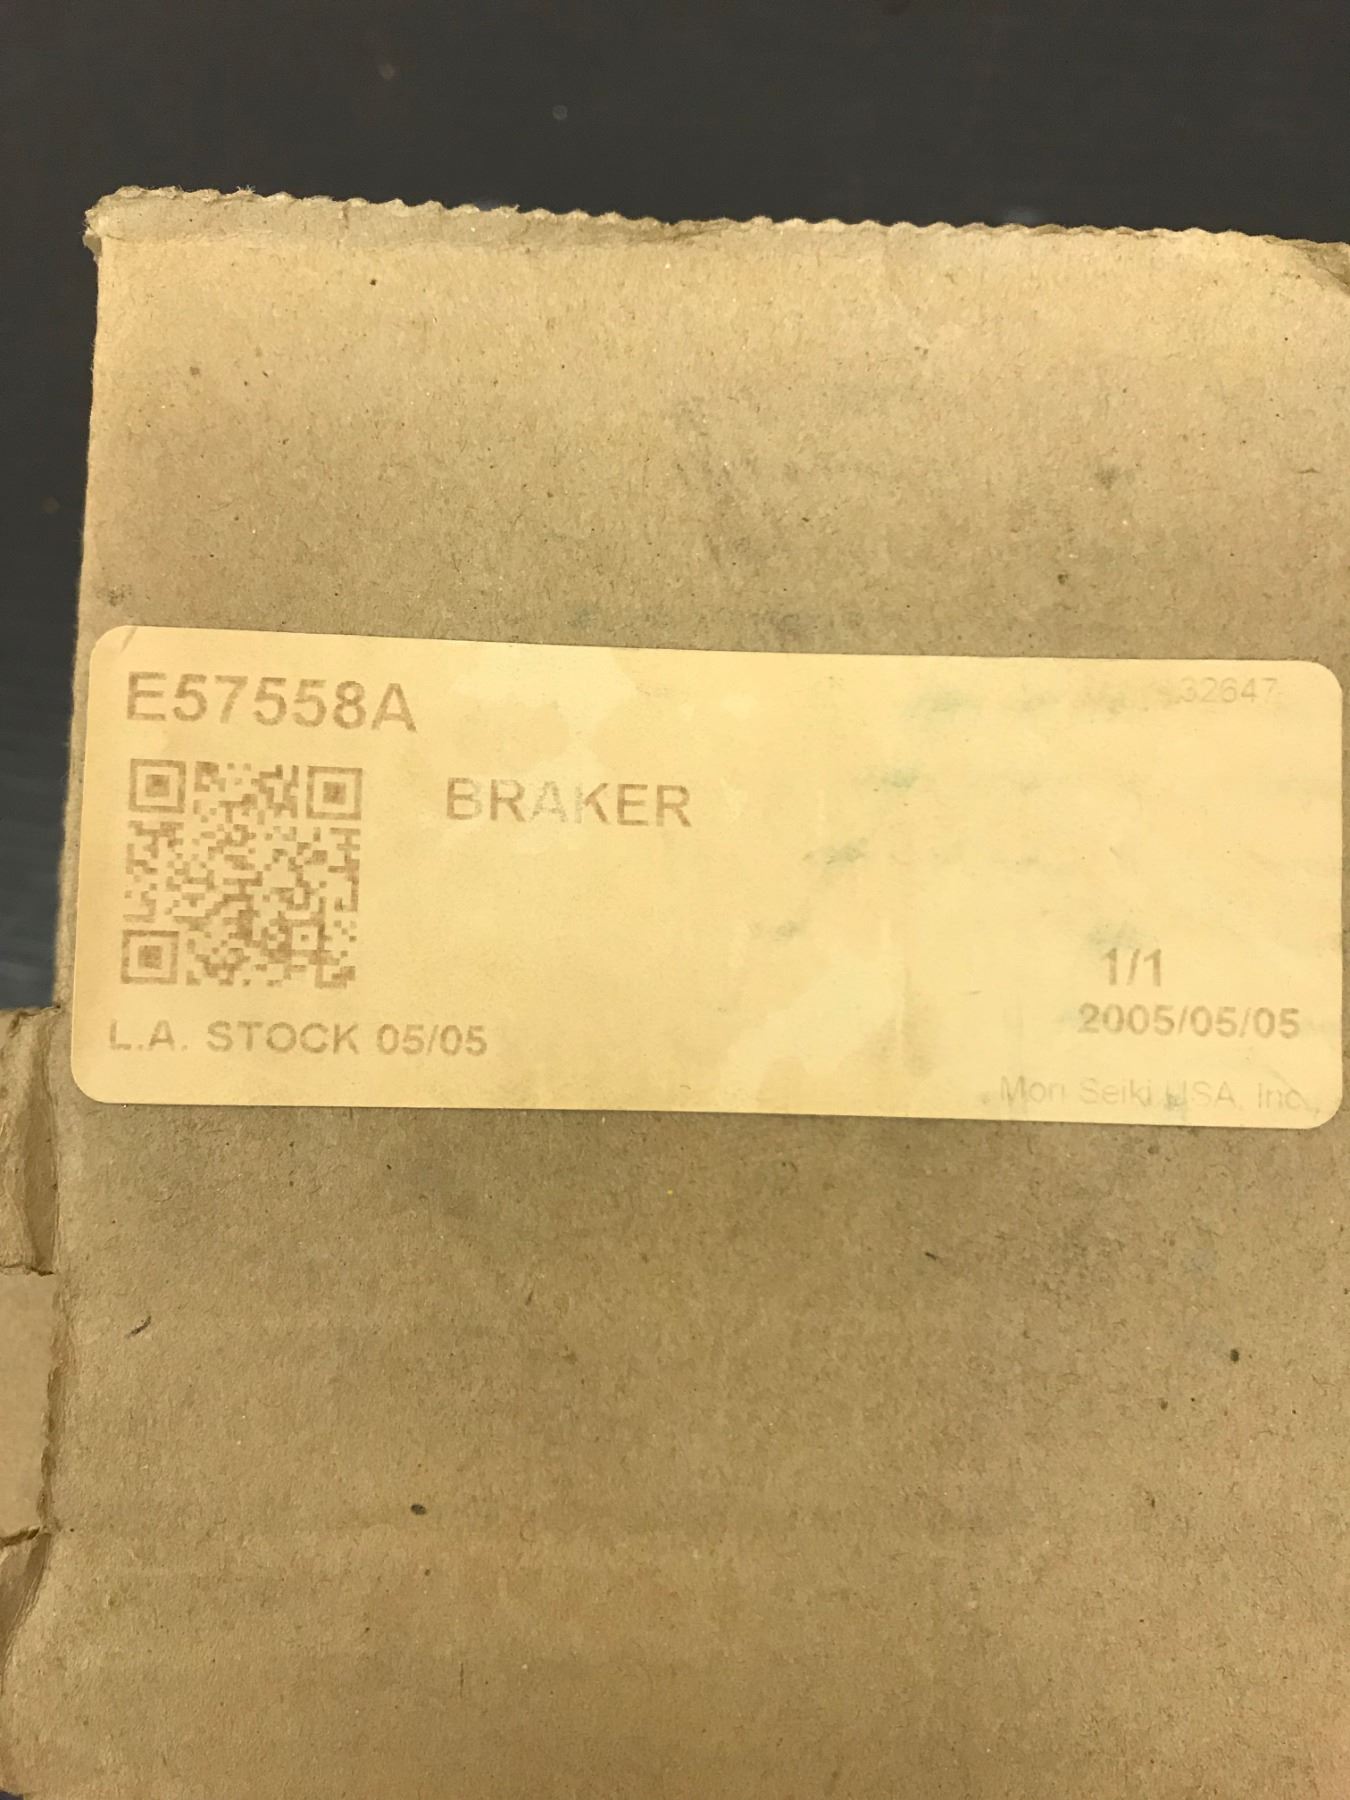 E57558A
32647
BRAKER
1/1
2005/05/05
L.A. STOCK 05/05
Mori Seiki USA, Inc.